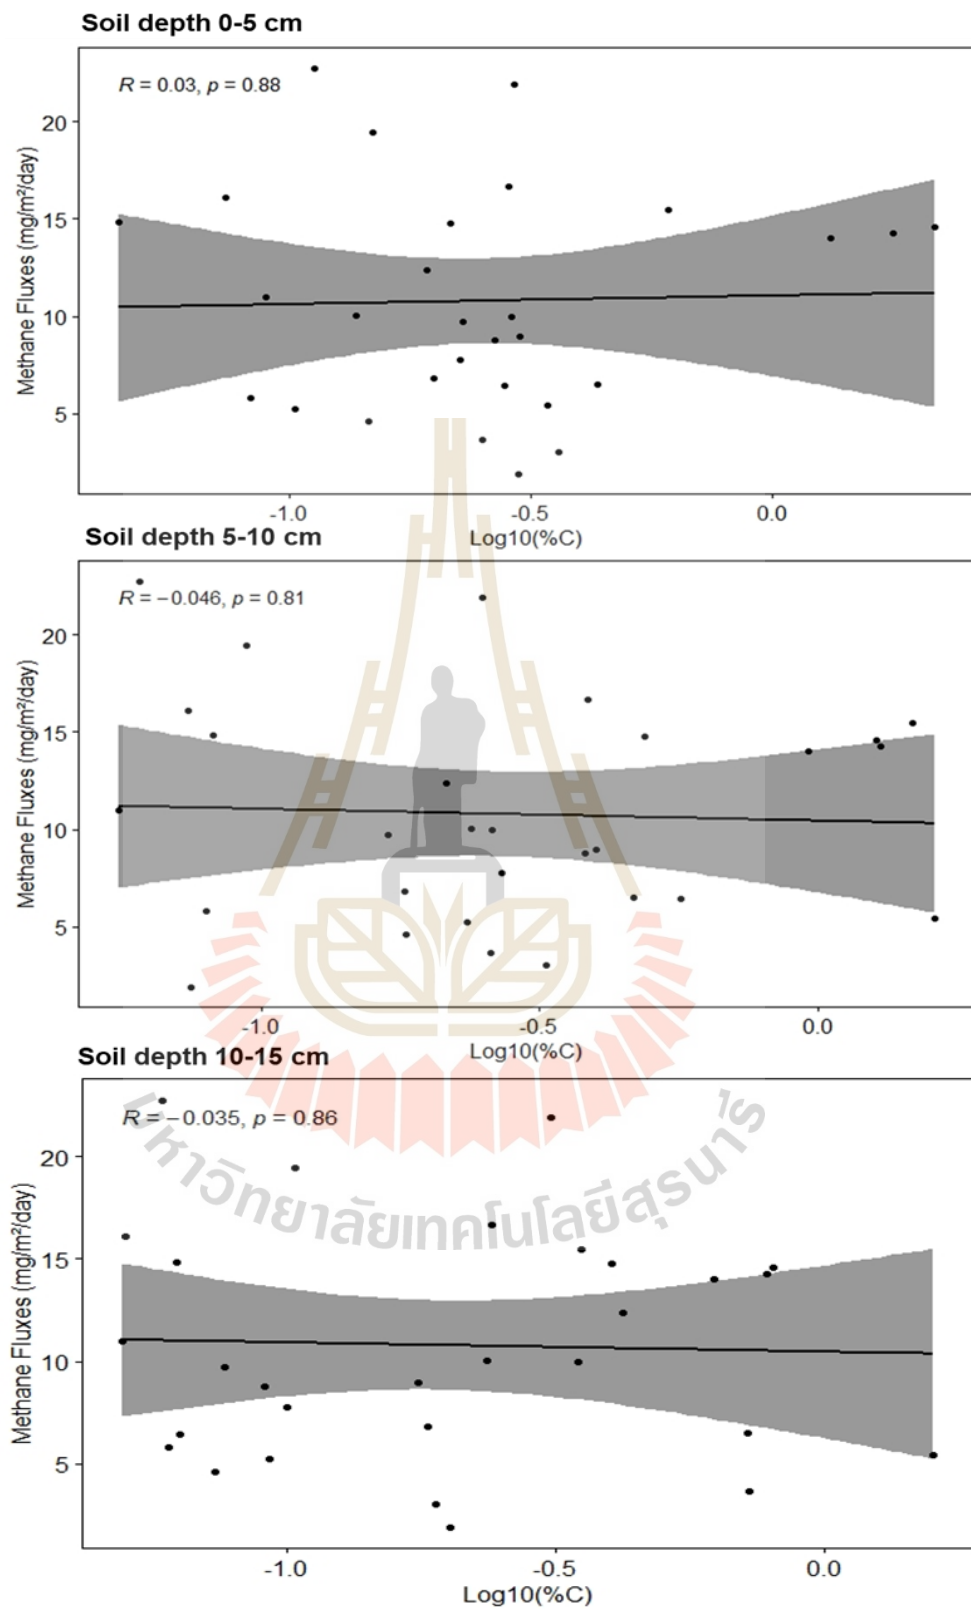 Soil depth 0-5 cm
R = 0.03, p = 0.88
Methane Fluxes (mg/m²/day)
20
15
10
5
-1.0 -0.5 0.0
Log10(%C)
Soil depth 5-10 cm
R = −0.046, p = 0.81
Methane Fluxes (mg/m²/day)
20
15
10
5
-1.0 -0.5 0.0
Log10(%C)
Soil depth 10-15 cm
R = −0.035, p = 0.86
Methane Fluxes (mg/m²/day)
20
15
10
5
-1.0 -0.5 0.0
Log10(%C)
มหาวิทยาลัยเทคโนโลยีสุรนารี